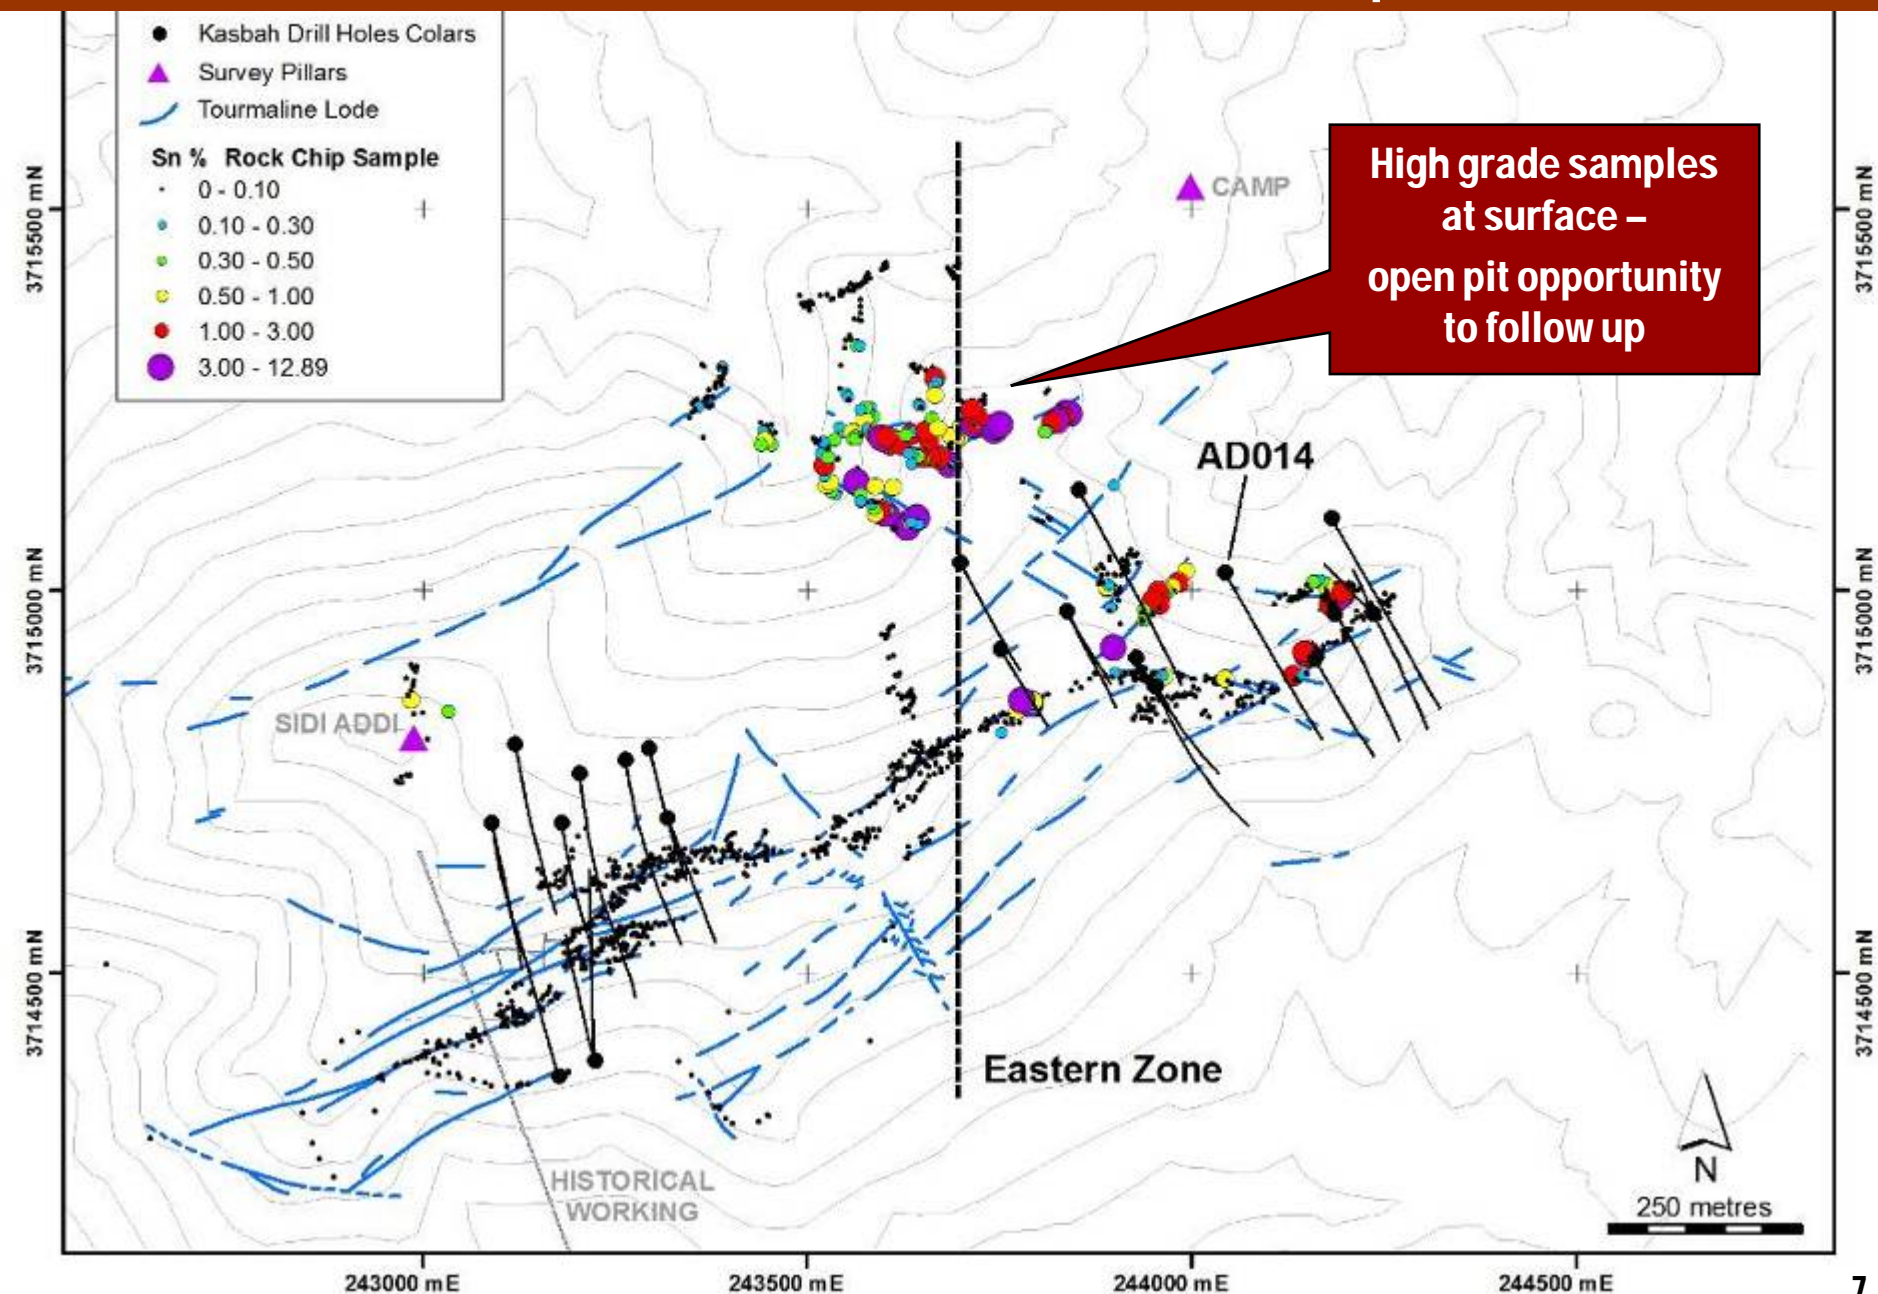 Kasbah Drill Holes Colars
Survey Pillars
Tourmaline Lode
Sn % Rock Chip Sample
0 - 0.10
0.10 - 0.30
0.30 - 0.50
0.50 - 1.00
1.00 - 3.00
3.00 - 12.89
High grade samples
at surface –
open pit opportunity
to follow up
CAMP
AD014
SIDI ADDI
Eastern Zone
HISTORICAL
WORKING
N
250 metres
3715500 mN
3715000 mN
3714500 mN
3715500 mN
3715000 mN
3714500 mN
243000 mE
243500 mE
244000 mE
244500 mE
7